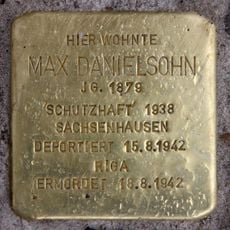 HIER WOHNTE
MAX DANIELSOHN
JG. 1879
SCHUTZHAFT 1938
SACHSENHAUSEN
DEPORTIERT 15.8.1942
RIGA
ERMORDET 18.8.1942